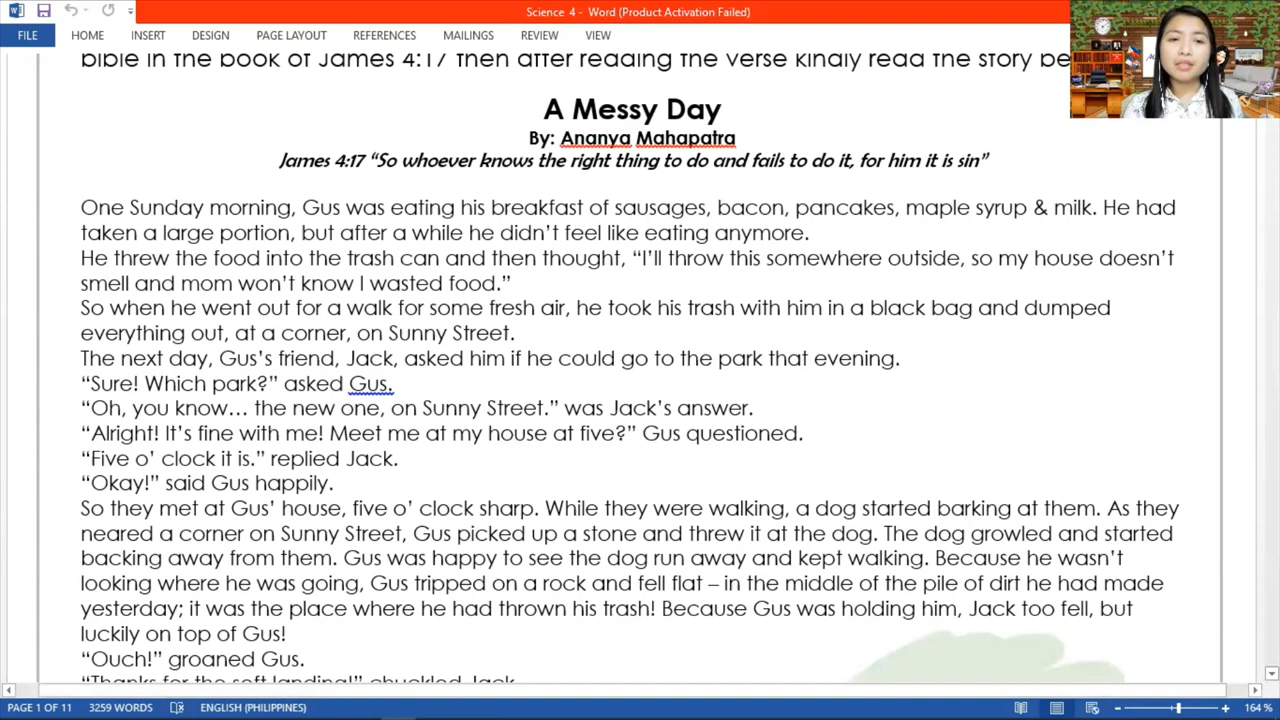 Science 4 - Word (Product Activation Failed)
FILE HOME INSERT DESIGN PAGE LAYOUT REFERENCES MAILINGS REVIEW VIEW
bible in the book of James 4:17 then after reading the verse kindly read the story
A Messy Day
By: Ananya Mahapatra
James 4:17 “So whoever knows the right thing to do and fails to do it, for him it is sin”
One Sunday morning, Gus was eating his breakfast of sausages, bacon, pancakes, maple syrup & milk. He had
taken a large portion, but after a while he didn’t feel like eating anymore.
He threw the food into the trash can and then thought, “I’ll throw this somewhere outside, so my house doesn’t
smell and mom won’t know I wasted food.”
So when he went out for a walk for some fresh air, he took his trash with him in a black bag and dumped
everything out, at a corner, on Sunny Street.
The next day, Gus’s friend, Jack, asked him if he could go to the park that evening.
“Sure! Which park?” asked Gus.
“Oh, you know… the new one, on Sunny Street.” was Jack’s answer.
“Alright! It’s fine with me! Meet me at my house at five?” Gus questioned.
“Five o’ clock it is.” replied Jack.
“Okay!” said Gus happily.
So they met at Gus’ house, five o’ clock sharp. While they were walking, a dog started barking at them. As they
neared a corner on Sunny Street, Gus picked up a stone and threw it at the dog. The dog growled and started
backing away from them. Gus was happy to see the dog run away and kept walking. Because he wasn’t
looking where he was going, Gus tripped on a rock and fell flat – in the middle of the pile of dirt he had made
yesterday; it was the place where he had thrown his trash! Because Gus was holding him, Jack too fell, but
luckily on top of Gus!
“Ouch!” groaned Gus.
“Thanks for the soft landing!” chuckled Jack.
PAGE 1 OF 11 3259 WORDS ENGLISH (PHILIPPINES) 164 %